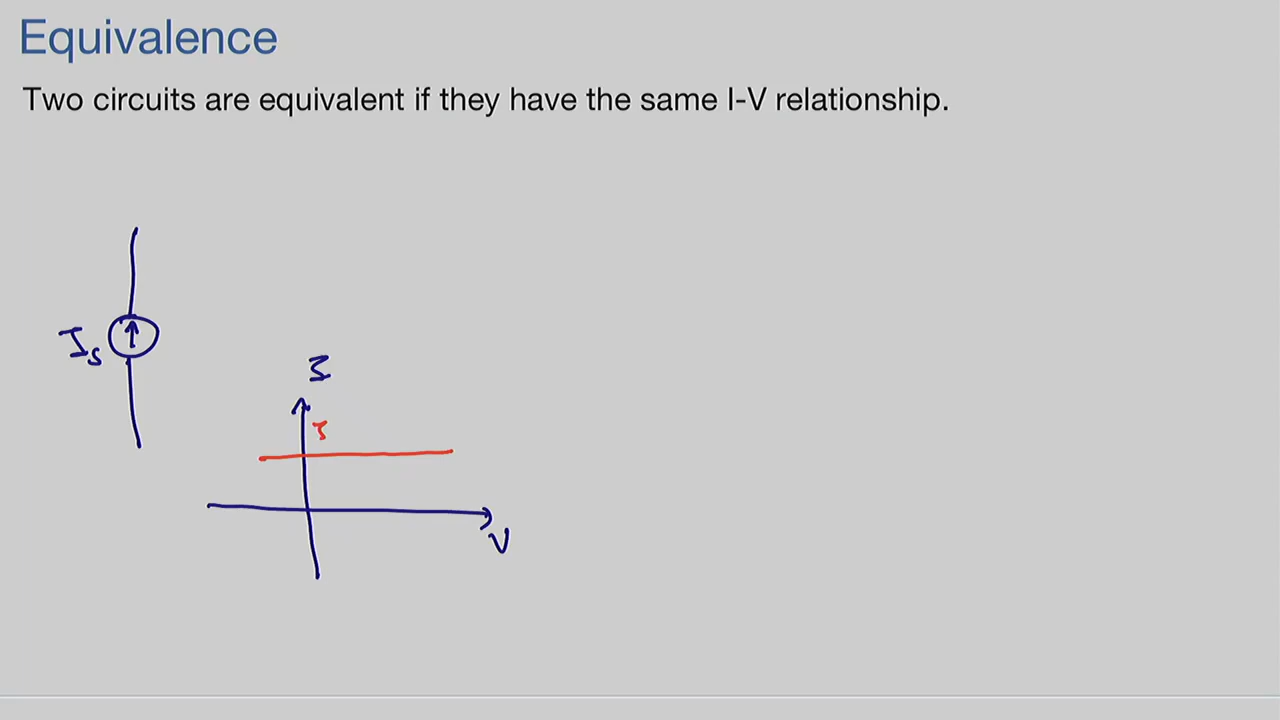 Equivalence
Two circuits are equivalent if they have the same I-V relationship.
Is
I
I
V